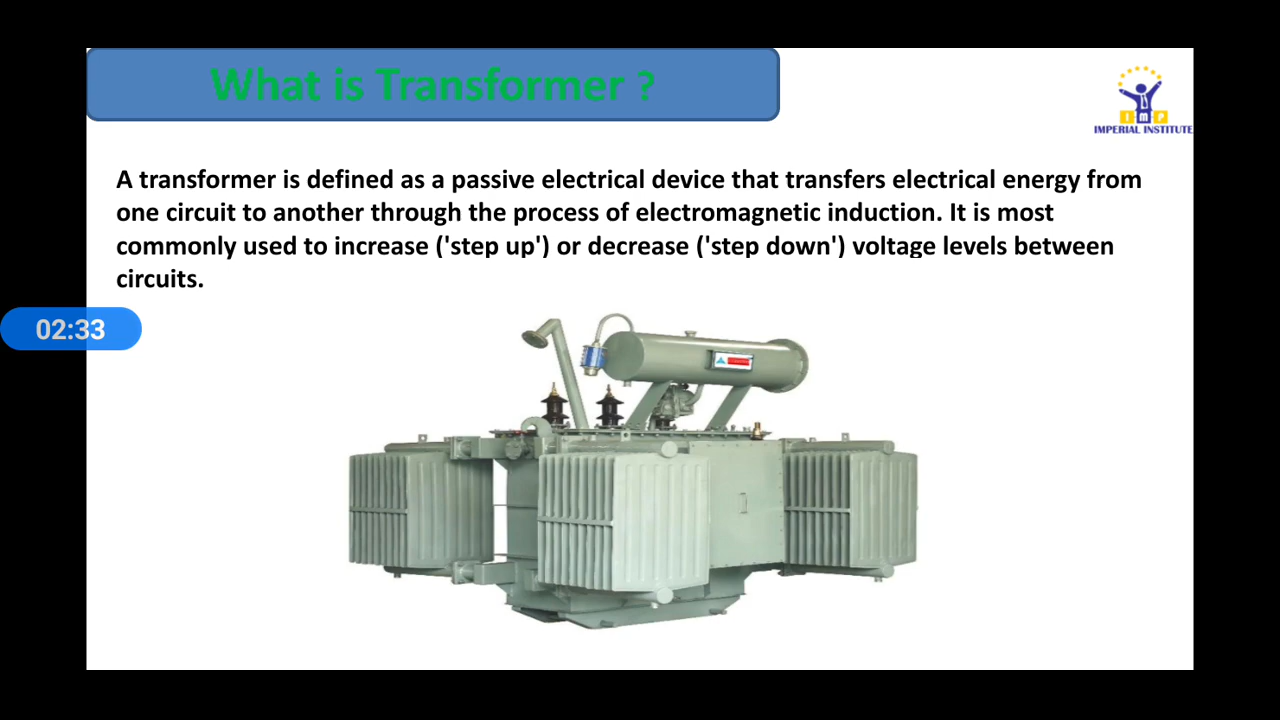 What is Transformer ?
IMP
IMPERIAL INSTITUTE
A transformer is defined as a passive electrical device that transfers electrical energy from
one circuit to another through the process of electromagnetic induction. It is most
commonly used to increase ('step up') or decrease ('step down') voltage levels between
circuits.
02:33